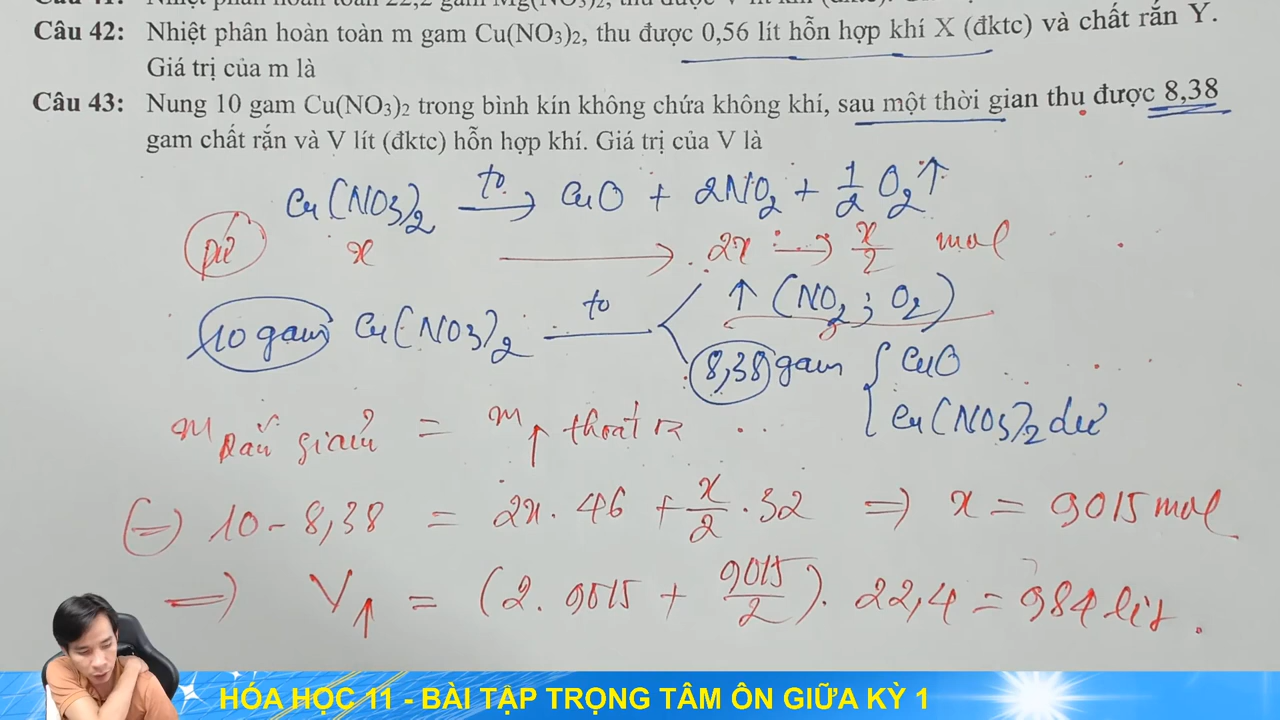 Câu 42: Nhiệt phân hoàn toàn m gam Cu(NO₃)₂, thu được 0,56 lít hỗn hợp khí X (đktc) và chất rắn Y.
Giá trị của m là
Câu 43: Nung 10 gam Cu(NO₃)₂ trong bình kín không chứa không khí, sau một thời gian thu được 8,38
gam chất rắn và V lít (đktc) hỗn hợp khí. Giá trị của V là
Cu(NO₃)₂ →(t°) CuO + 2NO₂ + 1/2 O₂↑
pứ x → 2x → x/2 mol
10 gam Cu(NO₃)₂ →(t°) ↑ (NO₂; O₂)
8,38 gam { CuO
Cu(NO₃)₂ dư
m rắn giảm = m↑ thoát ra
(=) 10 - 8,38 = 2x . 46 + x/2 . 32 => x = 0,015 mol
=> V↑ = (2 . 0,015 + 0,015/2) . 22,4 = 0,84 lít.
HÓA HỌC 11 - BÀI TẬP TRỌNG TÂM ÔN GIỮA KỲ 1